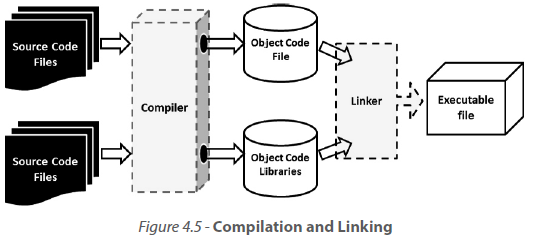 Source Code
Files
Compiler
Object Code
File
Linker
Executable
file
Source Code
Files
Object Code
Libraries
Figure 4.5 - Compilation and Linking